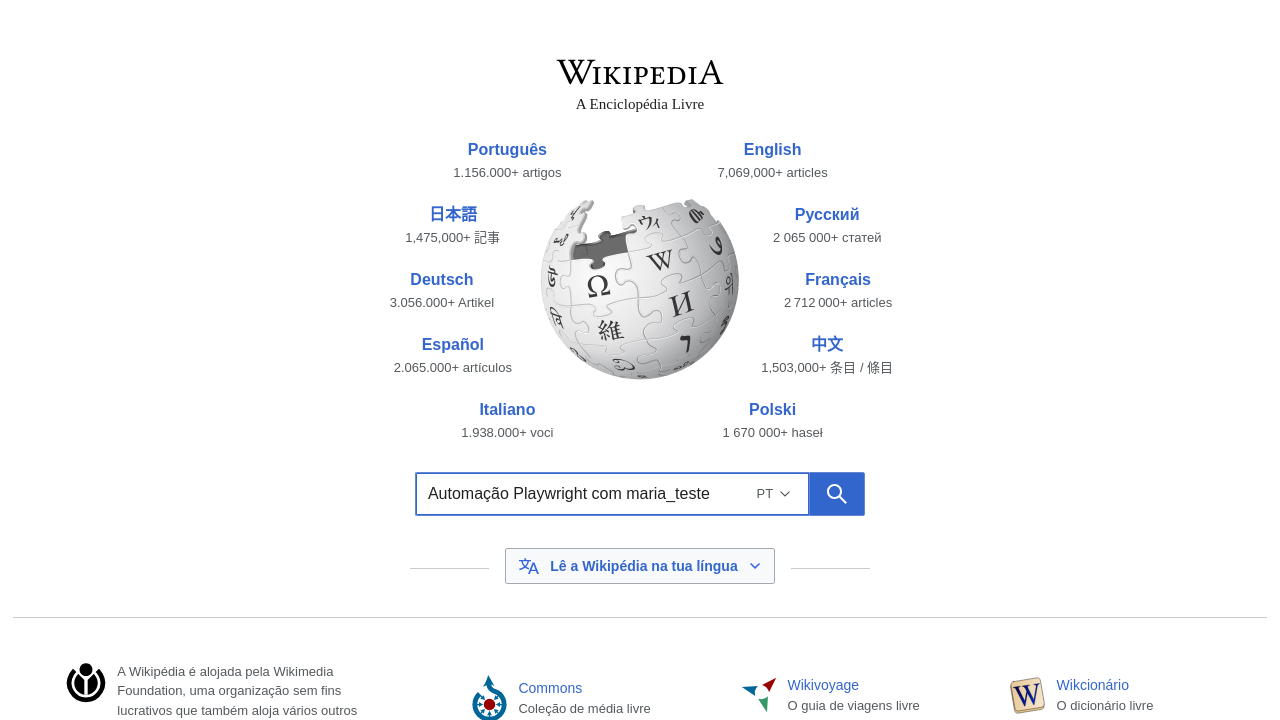 WIKIPEDIA
A Enciclopédia Livre
Português
1.156.000+ artigos
English
7,069,000+ articles
日本語
1,475,000+ 記事
Русский
2 065 000+ статей
Deutsch
3.056.000+ Artikel
Français
2 712 000+ articles
Español
2.065.000+ artículos
中文
1,503,000+ 条目 / 條目
Italiano
1.938.000+ voci
Polski
1 670 000+ haseł
Ω
W
И
維
ウィ
Automação Playwright com maria_teste
PT
Lê a Wikipédia na tua língua
A Wikipédia é alojada pela Wikimedia
Foundation, uma organização sem fins
lucrativos que também aloja vários outros
Commons
Coleção de média livre
Wikivoyage
O guia de viagens livre
W
Wikcionário
O dicionário livre